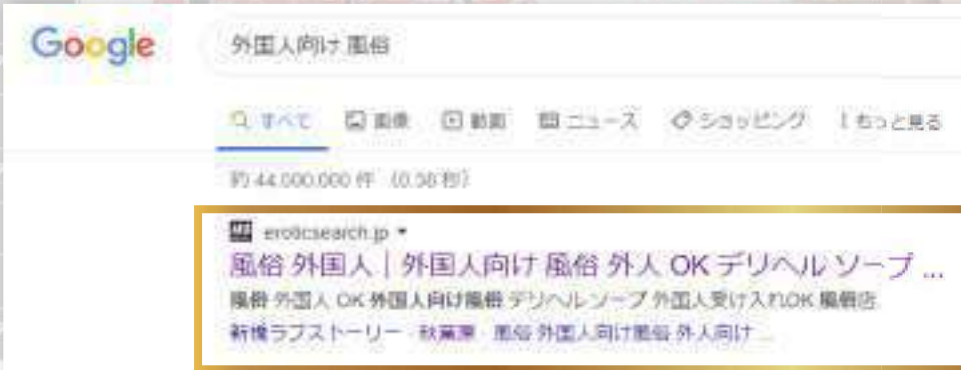 Google
外国人向け 風俗
すべて 画像 動画 ニュース ショッピング もっと見る
約 44,000,000 件 (0.38 秒)
eroticsearch.jp
風俗 外国人 | 外国人向け 風俗 外人 OK デリヘル ソープ ...
風俗 外国人 OK 外国人向け風俗 デリヘル ソープ 外国人受け入れOK 風俗店
新橋ラブストーリー · 秋葉原 · 風俗 外国人向け風俗 外人向け ...